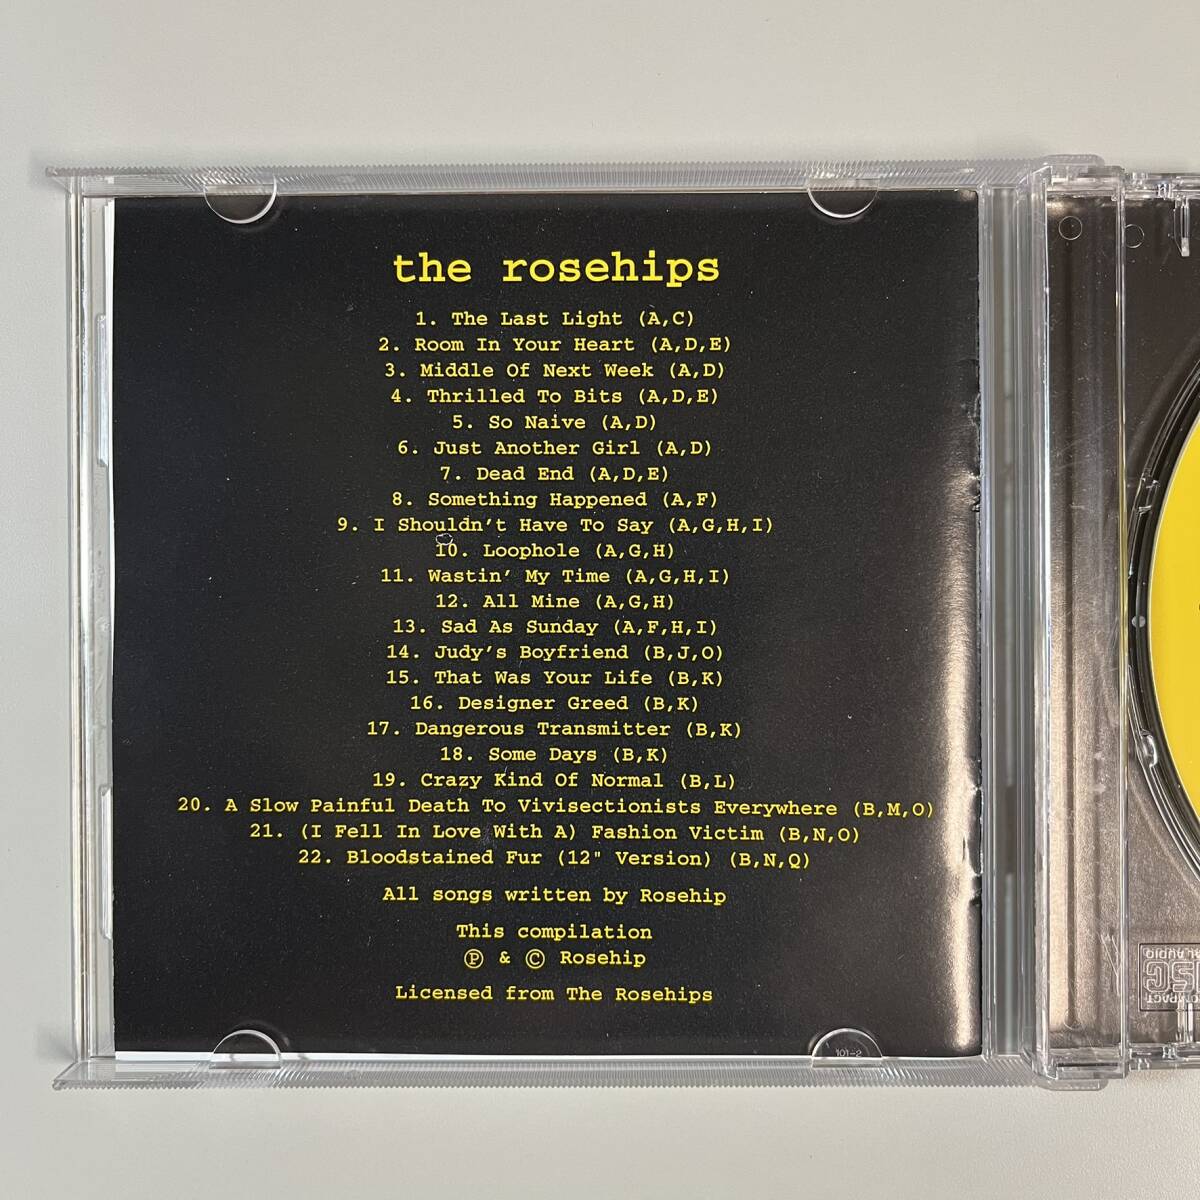 the rosehips
1. The Last Light (A,C)
2. Room In Your Heart (A,D,E)
3. Middle Of Next Week (A,D)
4. Thrilled To Bits (A,D,E)
5. So Naive (A,D)
6. Just Another Girl (A,D)
7. Dead End (A,D,E)
8. Something Happened (A,F)
9. I Shouldn't Have To Say (A,G,H,I)
10. Loophole (A,G,H)
11. Wastin' My Time (A,G,H,I)
12. All Mine (A,G,H)
13. Sad As Sunday (A,F,H,I)
14. Judy's Boyfriend (B,J,O)
15. That Was Your Life (B,K)
16. Designer Greed (B,K)
17. Dangerous Transmitter (B,K)
18. Some Days (B,K)
19. Crazy Kind Of Normal (B,L)
20. A Slow Painful Death To Vivisectionists Everywhere (B,M,O)
21. (I Fell In Love With A) Fashion Victim (B,N,O)
22. Bloodstained Fur (12" Version) (B,N,Q)
All songs written by Rosehip
This compilation
Ⓟ & © Rosehip
Licensed from The Rosehips
101-2